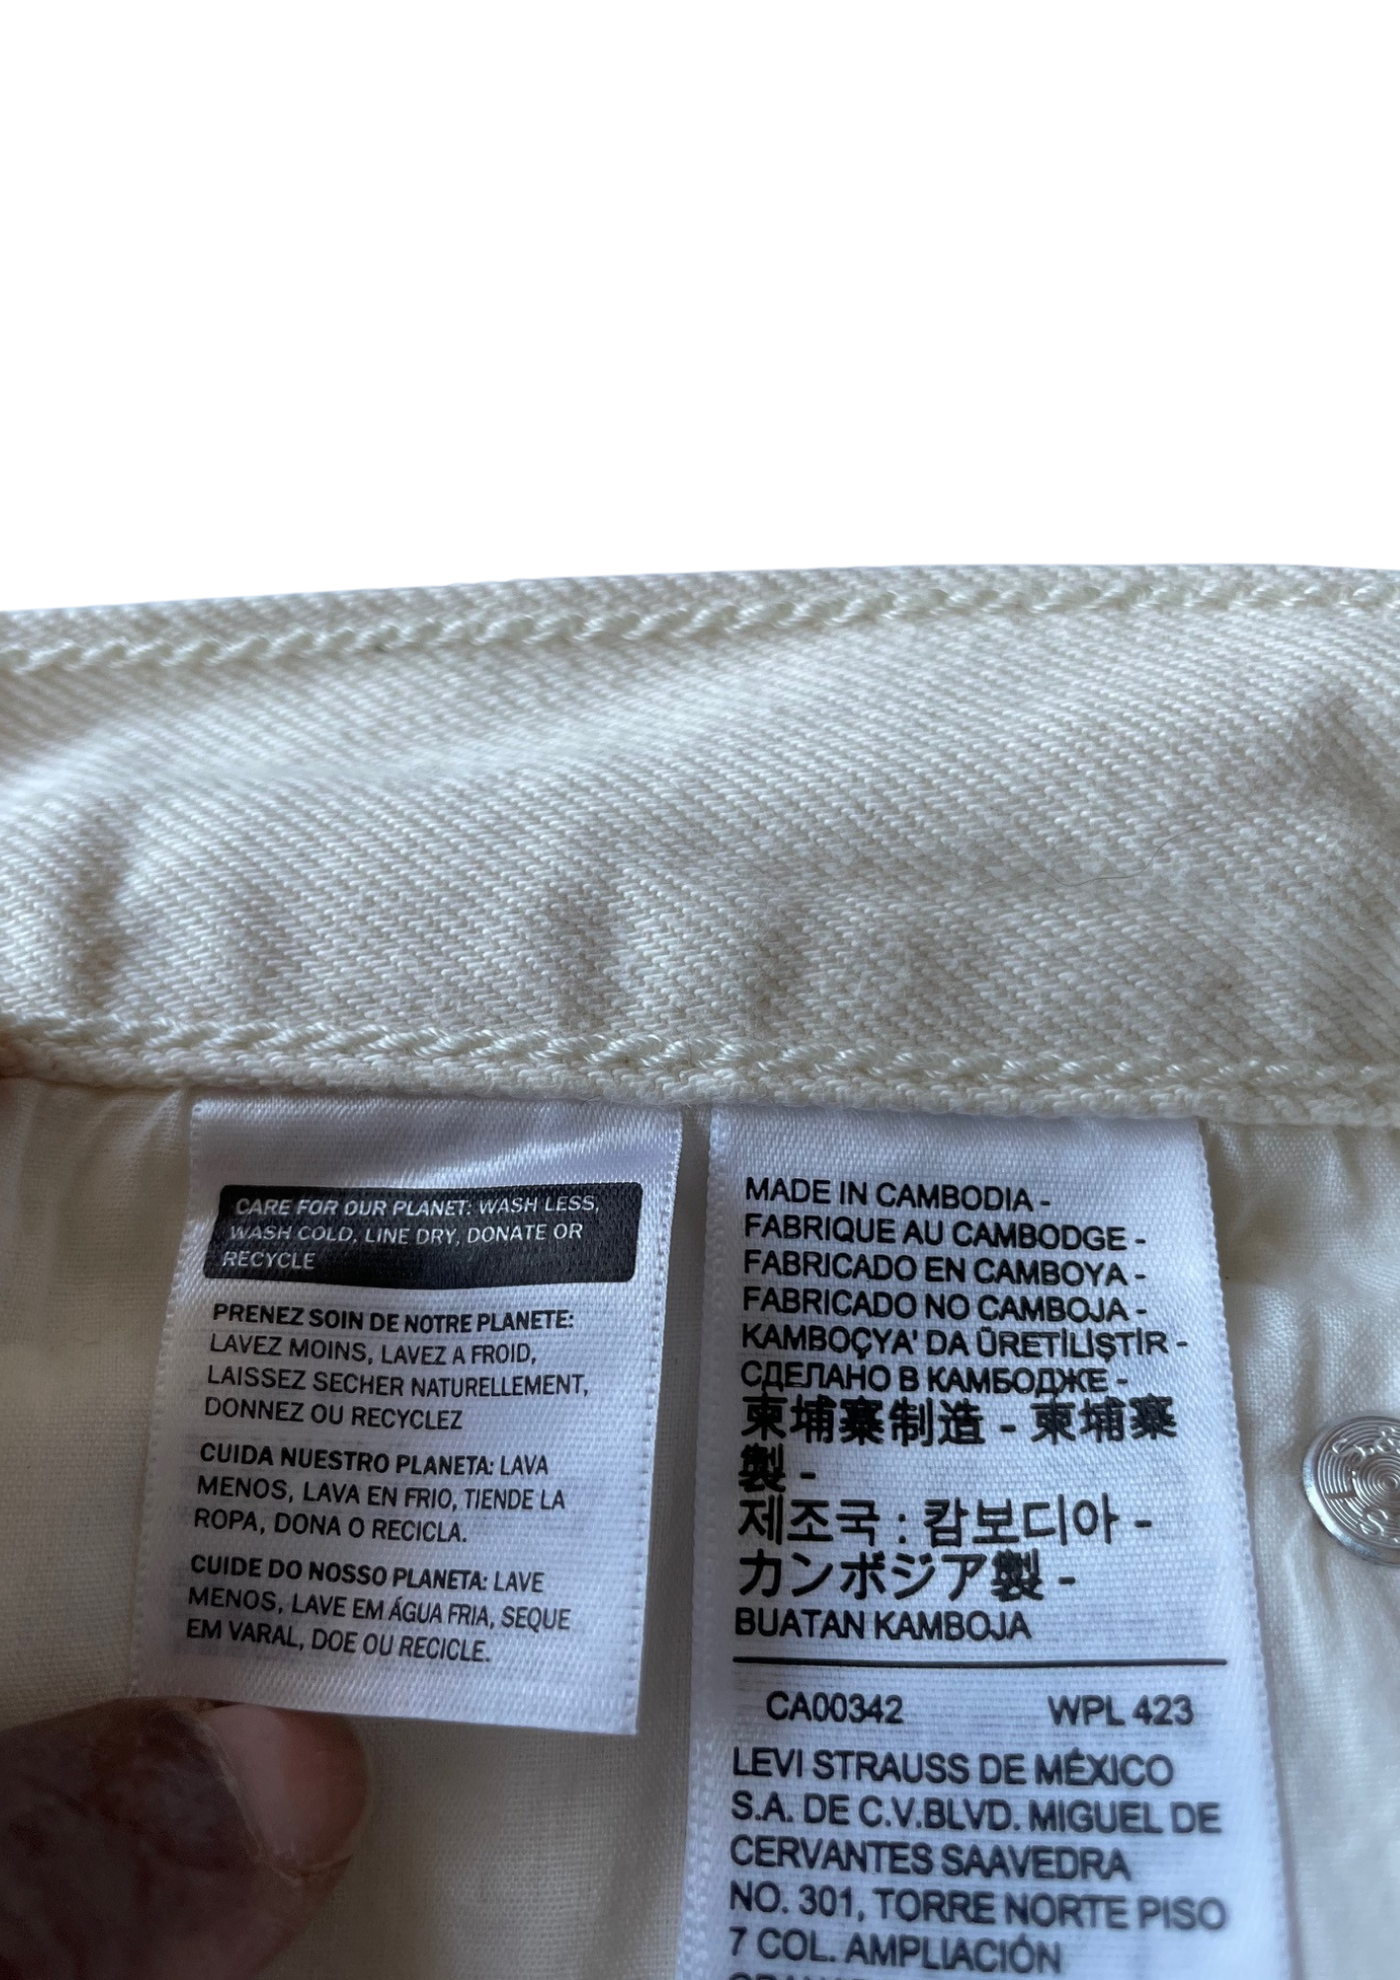 CARE FOR OUR PLANET: WASH LESS,
WASH COLD, LINE DRY, DONATE OR
RECYCLE
PRENEZ SOIN DE NOTRE PLANETE:
LAVEZ MOINS, LAVEZ A FROID,
LAISSEZ SECHER NATURELLEMENT,
DONNEZ OU RECYCLEZ
CUIDA NUESTRO PLANETA: LAVA
MENOS, LAVA EN FRIO, TIENDE LA
ROPA, DONA O RECICLA.
CUIDE DO NOSSO PLANETA: LAVE
MENOS, LAVE EM ÁGUA FRIA, SEQUE
EM VARAL, DOE OU RECICLE.
MADE IN CAMBODIA -
FABRIQUE AU CAMBODGE -
FABRICADO EN CAMBOYA -
FABRICADO NO CAMBOJA -
KAMBOÇYA' DA ÜRETİLİŞTİR -
СДЕЛАНО В КАМБОДЖЕ -
柬埔寨制造 - 柬埔寨
製 -
제조국 : 캄보디아 -
カンボジア製 -
BUATAN KAMBOJA
CA00342 WPL 423
LEVI STRAUSS DE MÉXICO
S.A. DE C.V.BLVD. MIGUEL DE
CERVANTES SAAVEDRA
NO. 301, TORRE NORTE PISO
7 COL. AMPLIACIÓN